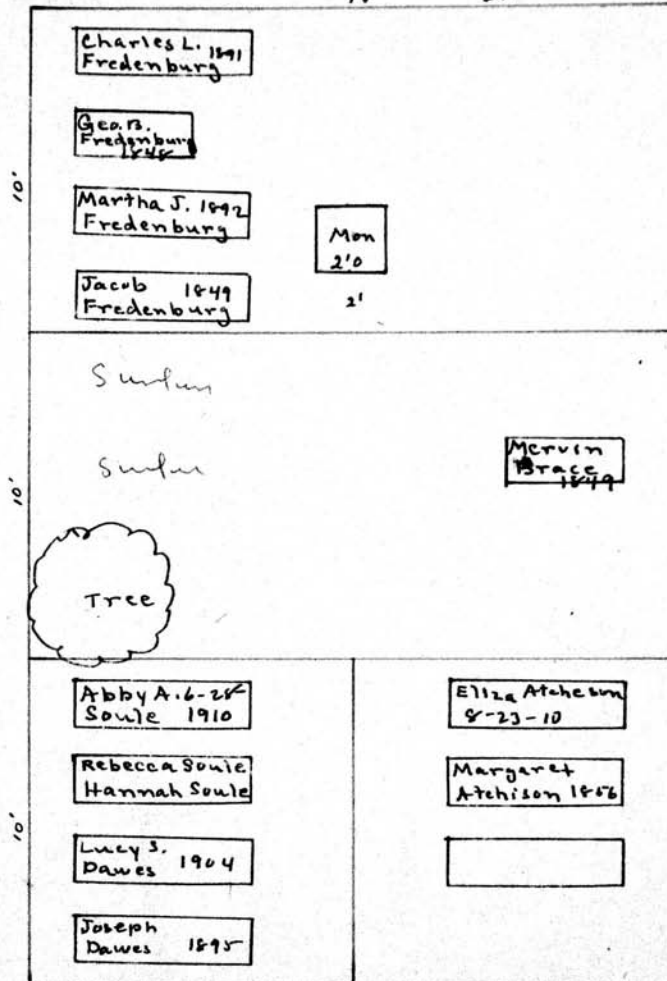 Charles L. 1891
Fredenburg
Geo. B.
Fredenburg
1848
10'
Martha J. 1892
Fredenburg
Mon
2'0
2'
Jacob 1849
Fredenburg
10'
Mervin
Brace
1849
Tree
Abby A. 6-28
Soule 1910
Eliza Atcheson
8-23-10
Rebecca Soule
Hannah Soule
Margaret
Atchison 1856
10'
Lucy S.
Dawes 1904
Joseph
Dawes 1895